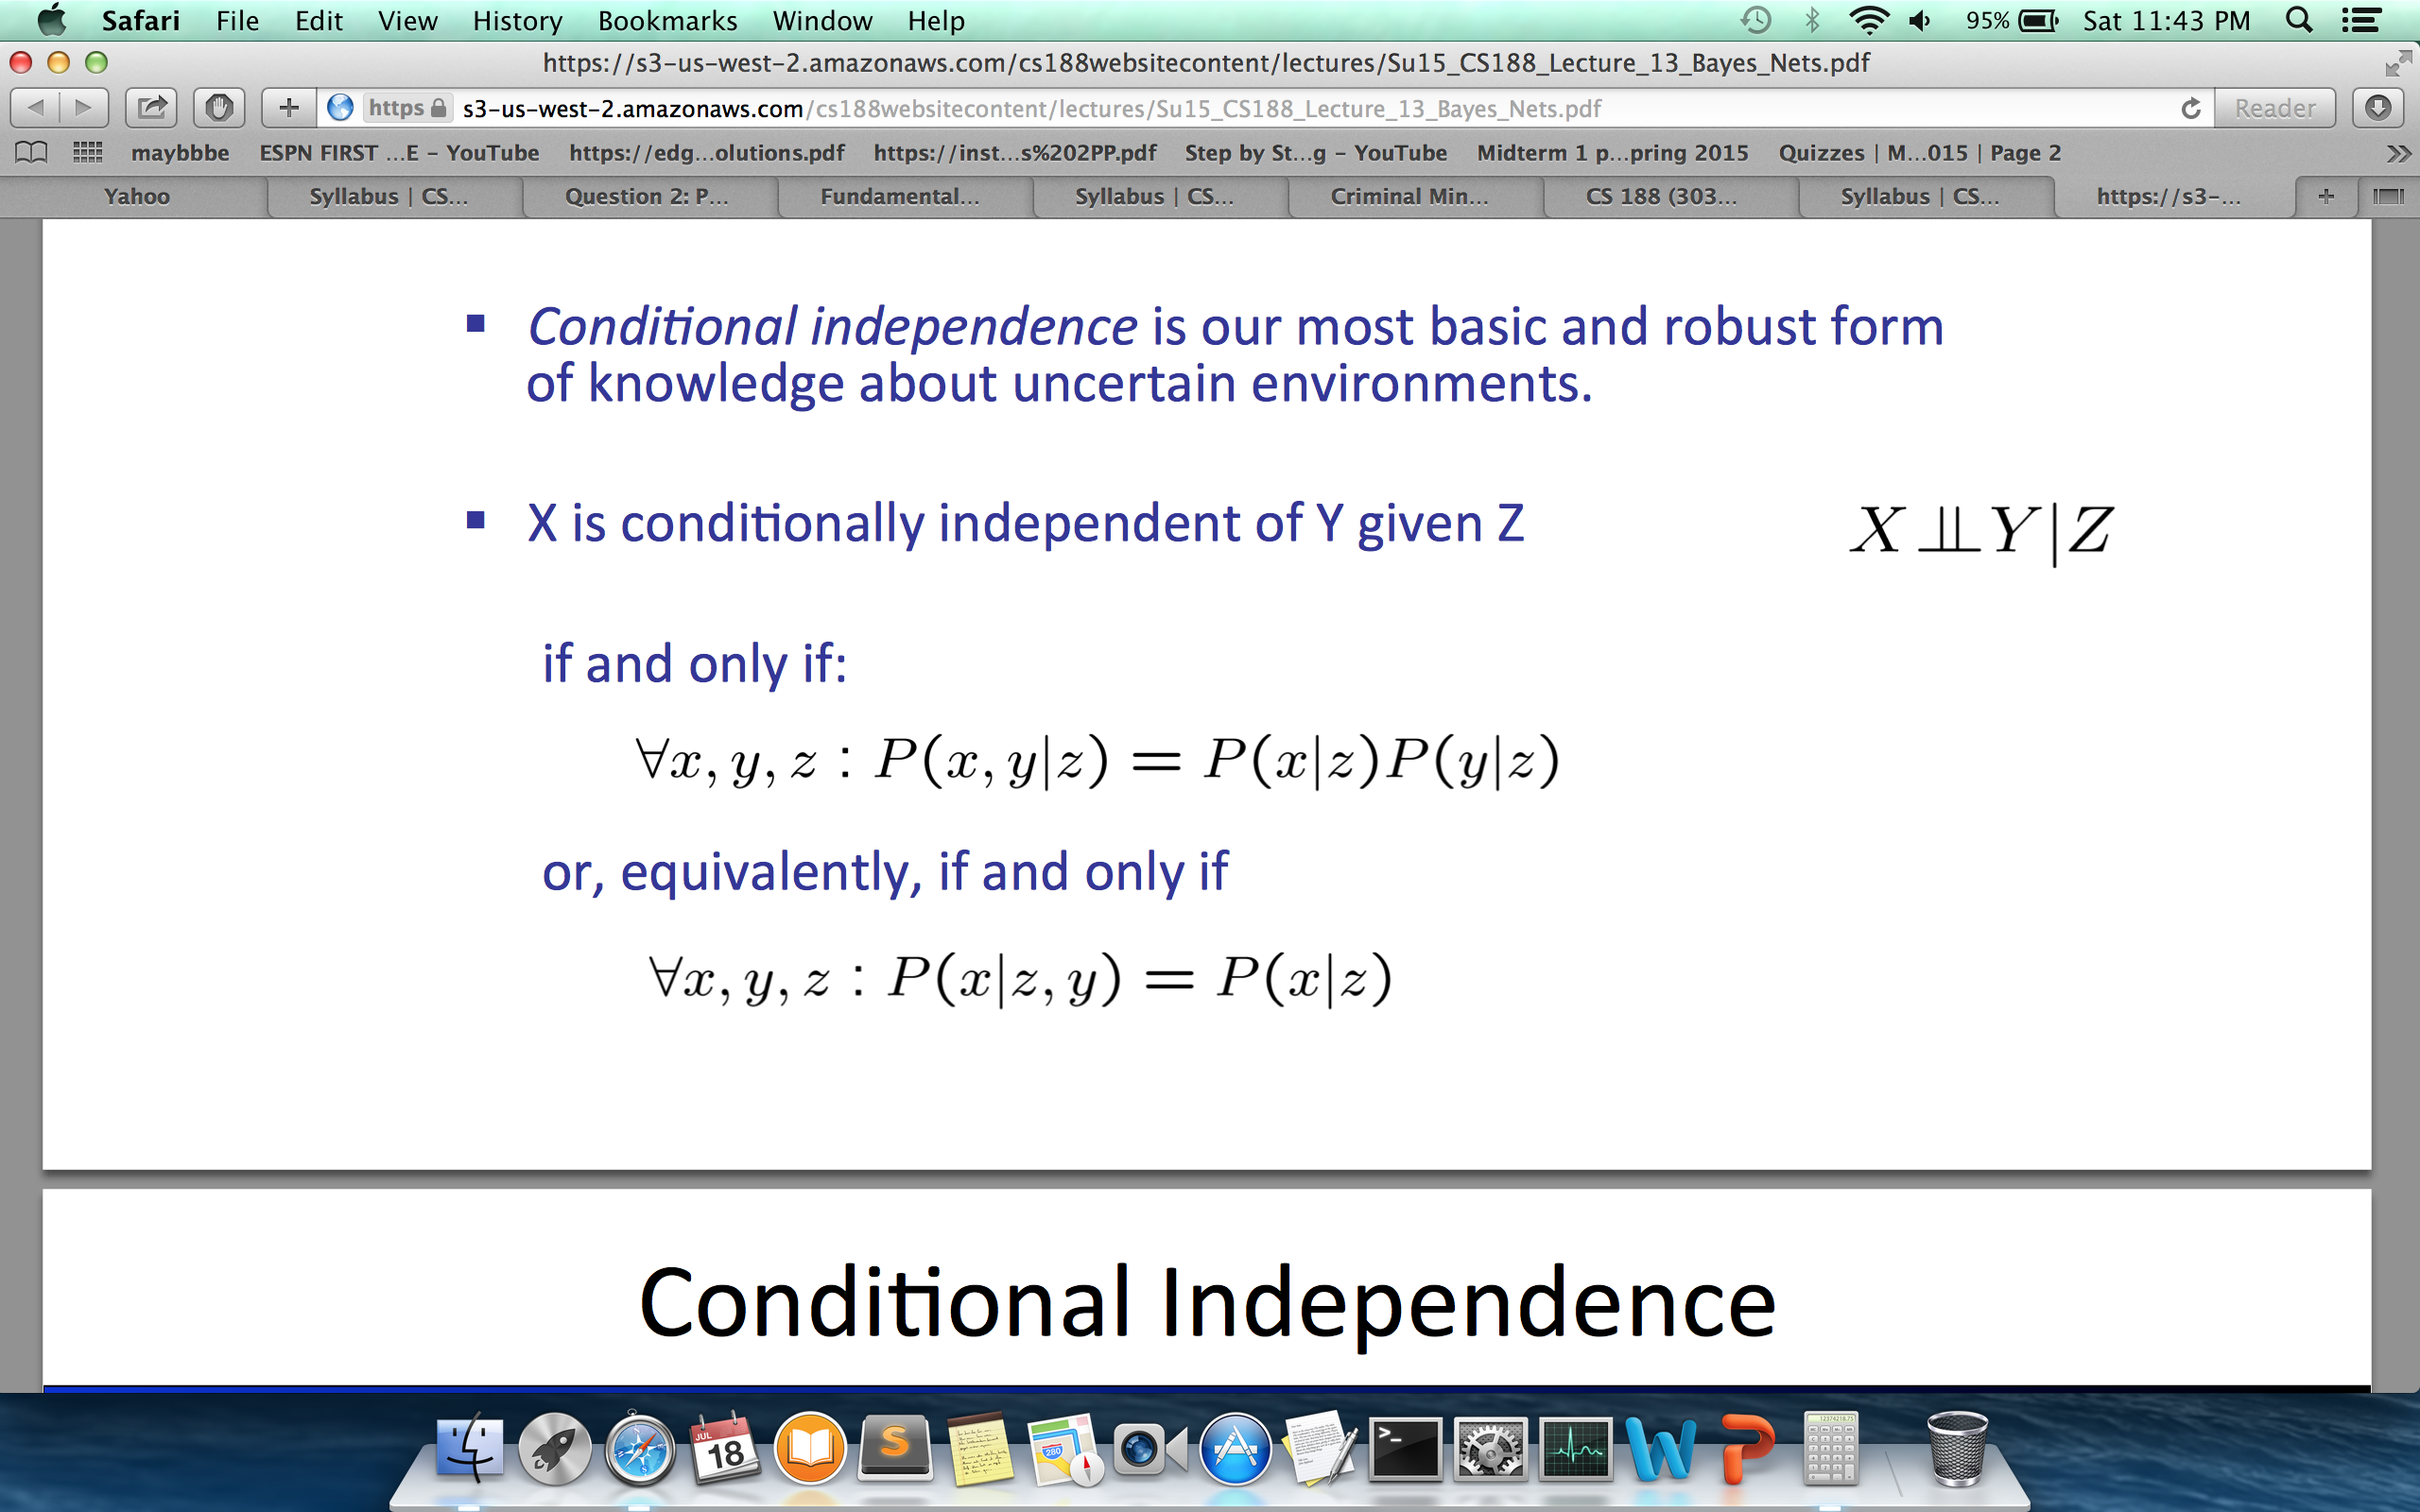 Safari File Edit View History Bookmarks Window Help 95% Sat 11:43 PM
https://s3-us-west-2.amazonaws.com/cs188websitecontent/lectures/Su15_CS188_Lecture_13_Bayes_Nets.pdf
https s3-us-west-2.amazonaws.com/cs188websitecontent/lectures/Su15_CS188_Lecture_13_Bayes_Nets.pdf Reader
maybbbe ESPN FIRST ...E – YouTube https://edg...olutions.pdf https://inst...s%202PP.pdf Step by St...g – YouTube Midterm 1 p...pring 2015 Quizzes | M...015 | Page 2
Yahoo Syllabus | CS... Question 2: P... Fundamental... Syllabus | CS... Criminal Min... CS 188 (303... Syllabus | CS... https://s3-...
▪ Conditional independence is our most basic and robust form
of knowledge about uncertain environments.
▪ X is conditionally independent of Y given Z X ⫫ Y|Z
if and only if:
∀x, y, z : P(x, y|z) = P(x|z)P(y|z)
or, equivalently, if and only if
∀x, y, z : P(x|z, y) = P(x|z)
Conditional Independence
JUL
18
280
12374218.75